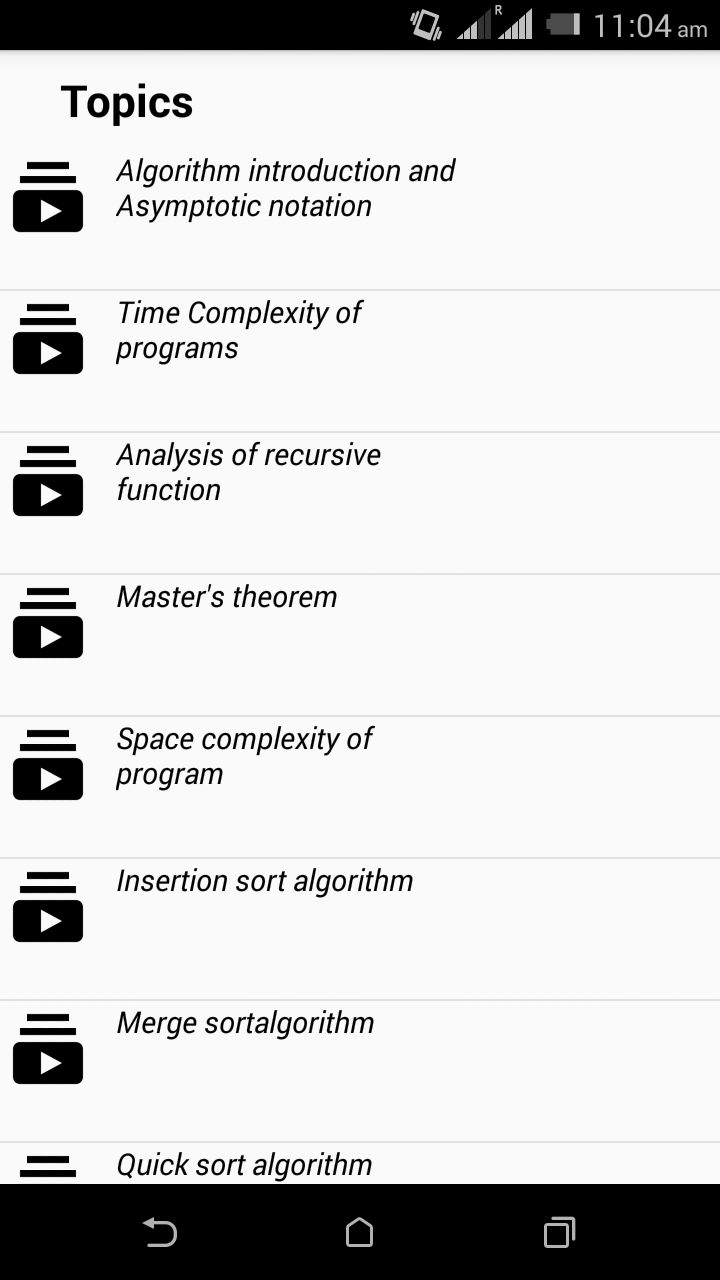 R
11:04 am
Topics
Algorithm introduction and
Asymptotic notation
Time Complexity of
programs
Analysis of recursive
function
Master's theorem
Space complexity of
program
Insertion sort algorithm
Merge sortalgorithm
Quick sort algorithm